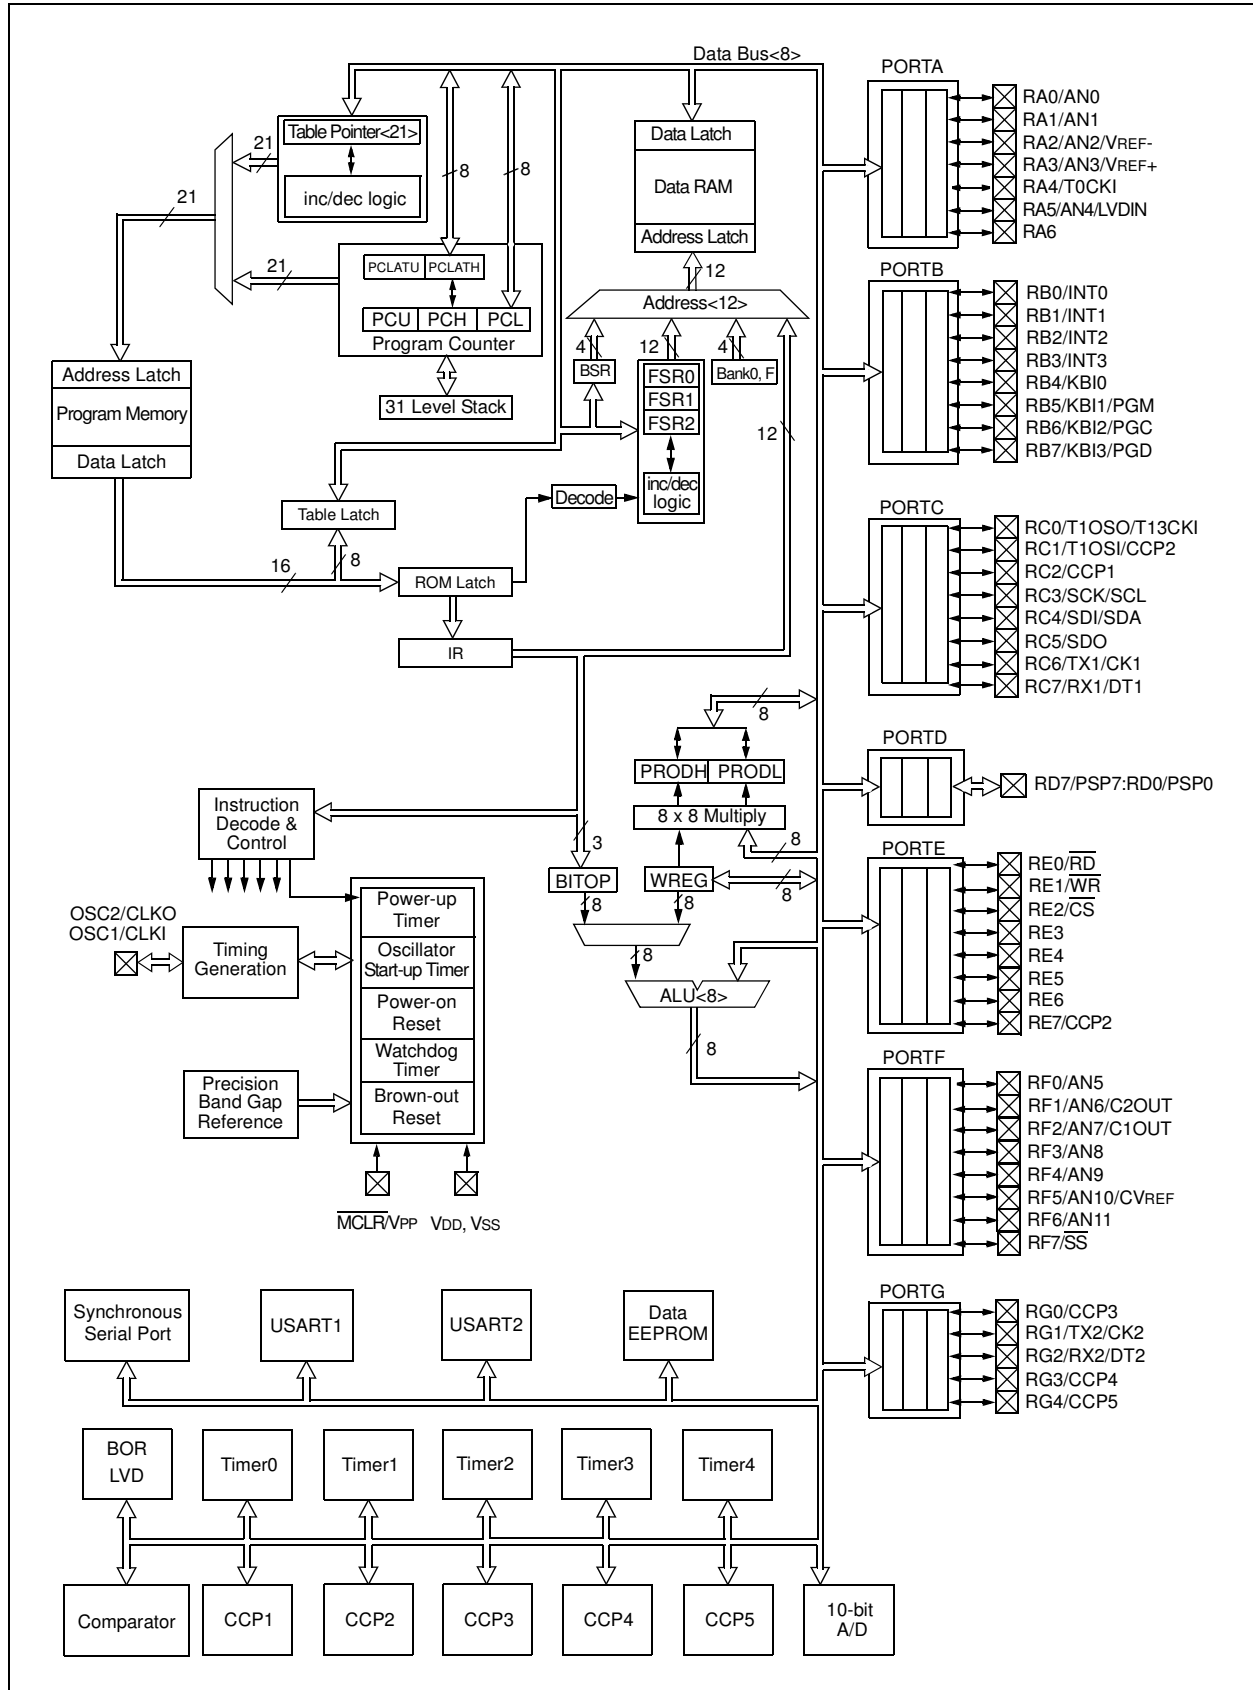 Data Bus<8>
Table Pointer<21>
inc/dec logic
21
21
21
8
8
PCLATU PCLATH
PCU PCH PCL
Program Counter
31 Level Stack
Address Latch
Program Memory
Data Latch
Data Latch
Data RAM
Address Latch
12
Address<12>
4
12
4
BSR
FSR0
FSR1
FSR2
inc/dec
logic
Bank0, F
12
Decode
Table Latch
8
16
ROM Latch
IR
8
PRODH PRODL
8 x 8 Multiply
8
3
BITOP
WREG
8
8
8
8
ALU<8>
8
Instruction
Decode &
Control
OSC2/CLKO
OSC1/CLKI
Timing
Generation
Power-up
Timer
Oscillator
Start-up Timer
Power-on
Reset
Watchdog
Timer
Brown-out
Reset
Precision
Band Gap
Reference
MCLR/VPP
VDD, VSS
PORTA
RA0/AN0
RA1/AN1
RA2/AN2/VREF-
RA3/AN3/VREF+
RA4/T0CKI
RA5/AN4/LVDIN
RA6
PORTB
RB0/INT0
RB1/INT1
RB2/INT2
RB3/INT3
RB4/KBI0
RB5/KBI1/PGM
RB6/KBI2/PGC
RB7/KBI3/PGD
PORTC
RC0/T1OSO/T13CKI
RC1/T1OSI/CCP2
RC2/CCP1
RC3/SCK/SCL
RC4/SDI/SDA
RC5/SDO
RC6/TX1/CK1
RC7/RX1/DT1
PORTD
RD7/PSP7:RD0/PSP0
PORTE
RE0/RD
RE1/WR
RE2/CS
RE3
RE4
RE5
RE6
RE7/CCP2
PORTF
RF0/AN5
RF1/AN6/C2OUT
RF2/AN7/C1OUT
RF3/AN8
RF4/AN9
RF5/AN10/CVREF
RF6/AN11
RF7/SS
PORTG
RG0/CCP3
RG1/TX2/CK2
RG2/RX2/DT2
RG3/CCP4
RG4/CCP5
Synchronous
Serial Port
USART1
USART2
Data
EEPROM
BOR
LVD
Timer0
Timer1
Timer2
Timer3
Timer4
Comparator
CCP1
CCP2
CCP3
CCP4
CCP5
10-bit
A/D